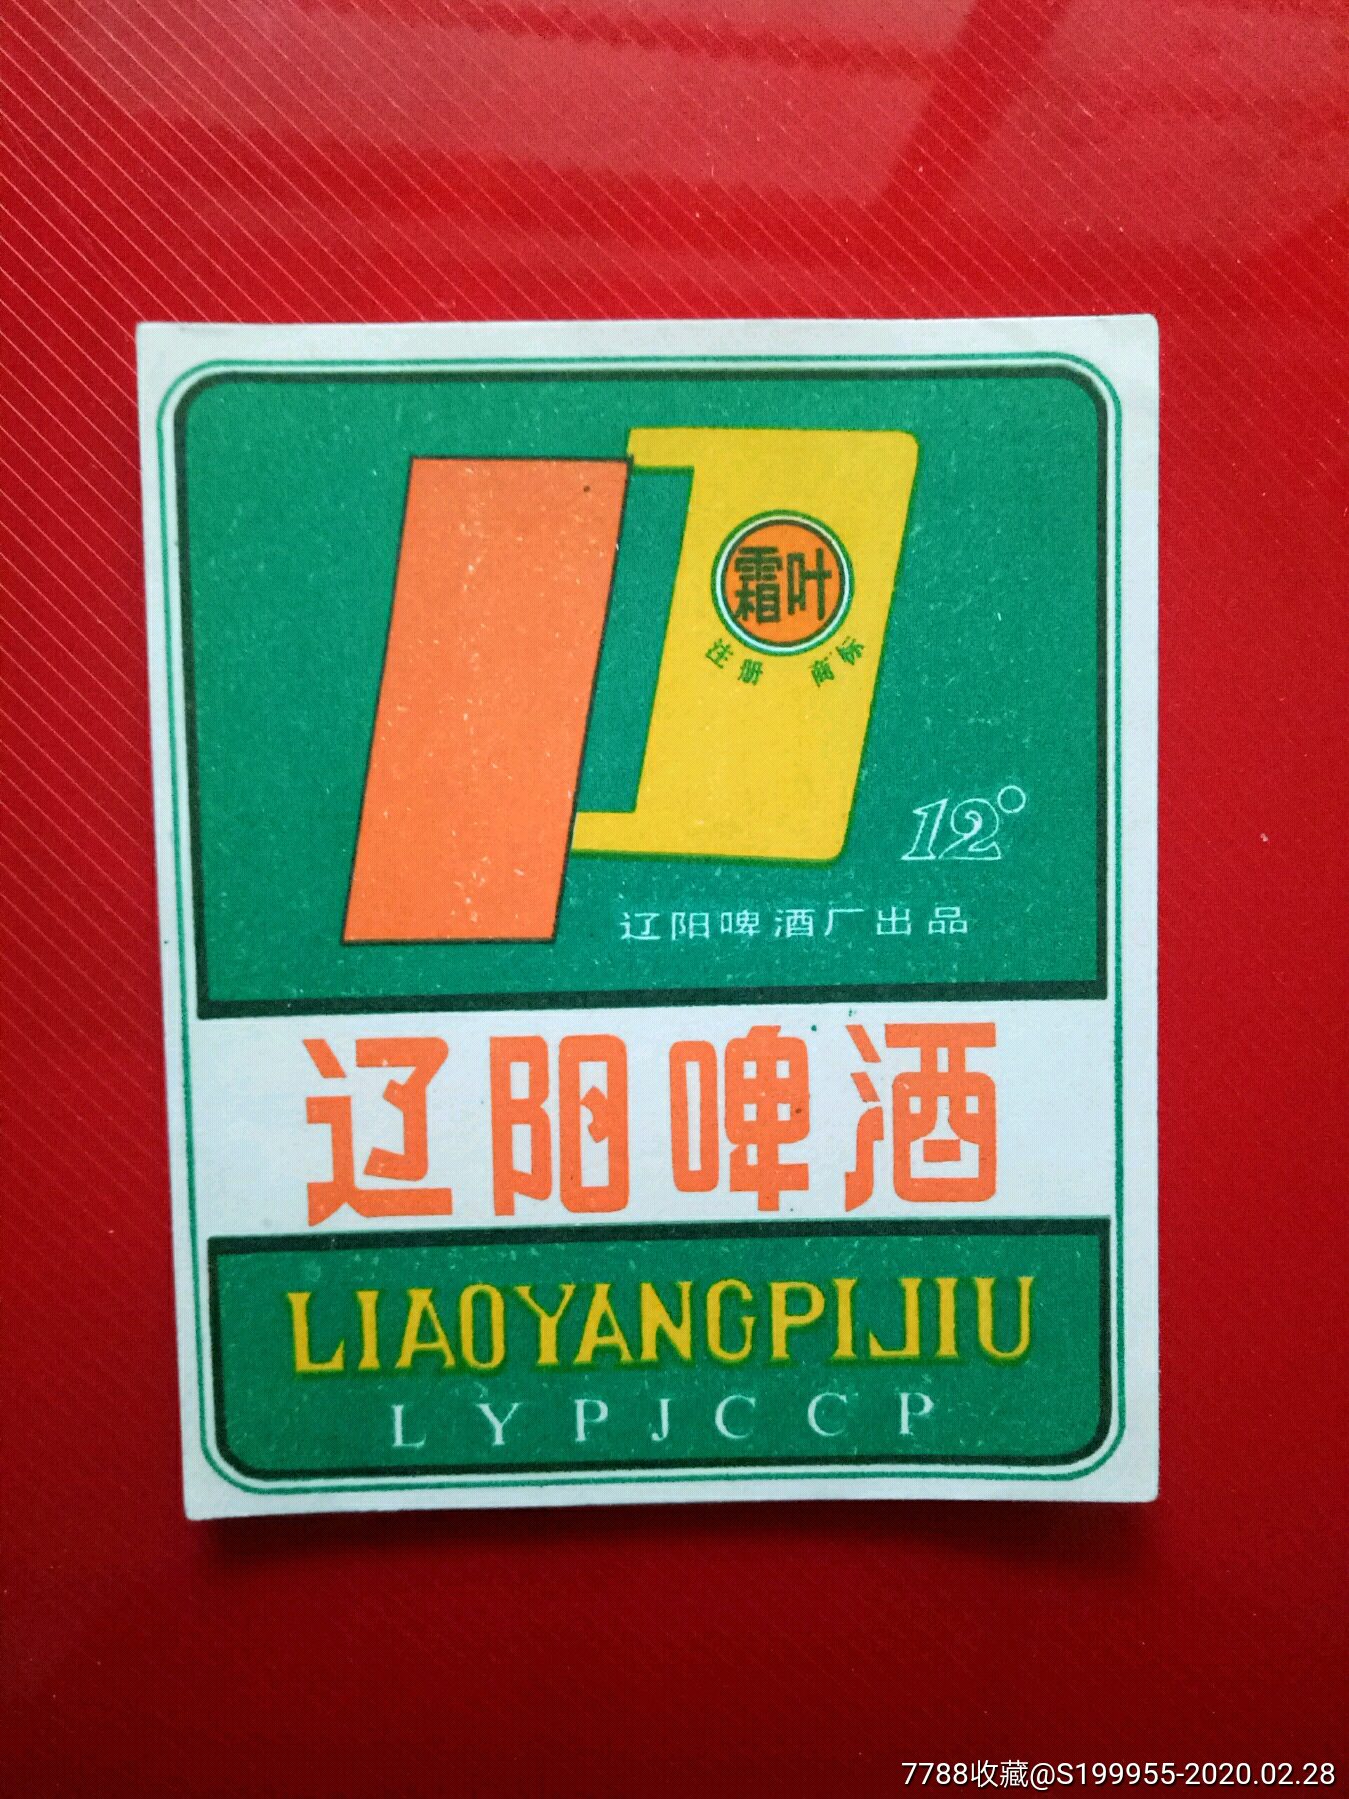 霜叶
注册 商标
12°
辽阳啤酒厂出品
辽阳啤酒
LIAOYANGPIJIU
LYPJCCP
7788收藏@S199955-2020.02.28